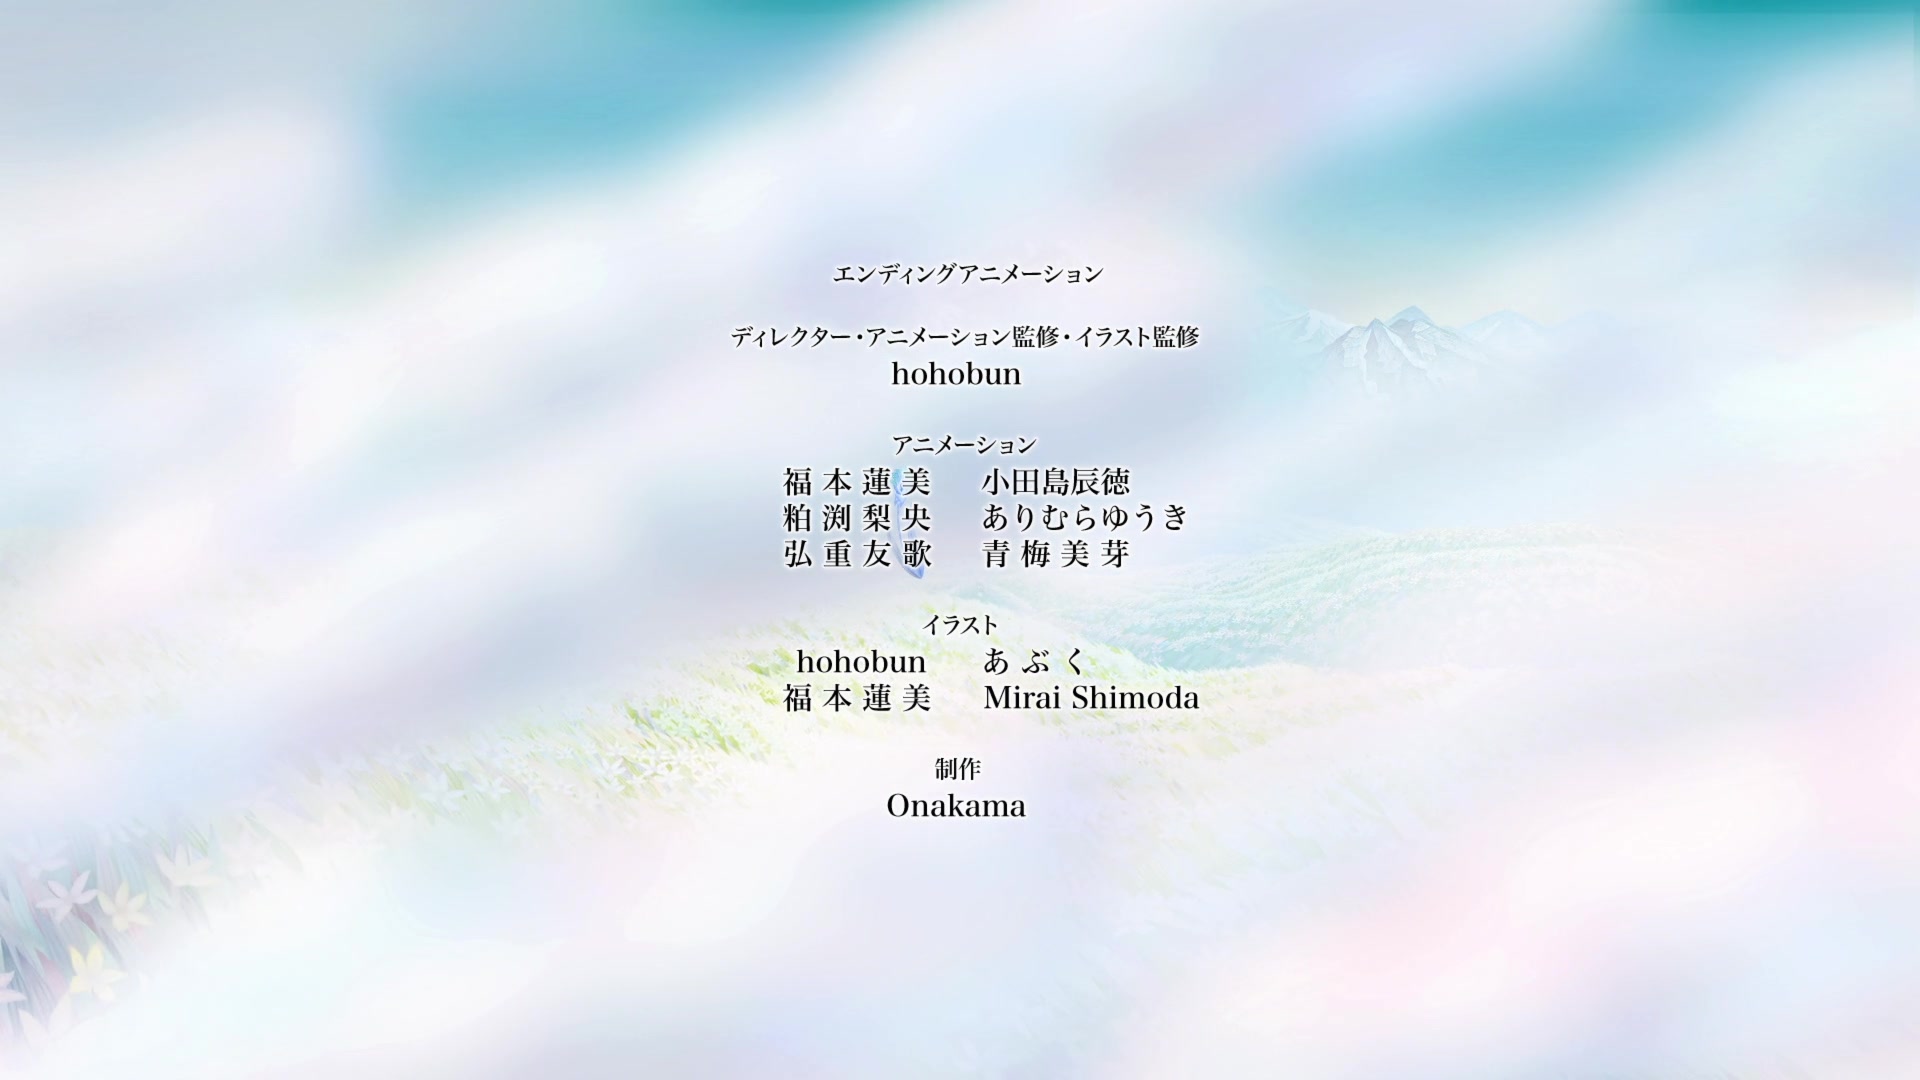 エンディングアニメーション
ディレクター・アニメーション監修・イラスト監修
hohobun
アニメーション
福本蓮美　小田島辰徳
粕渕梨央　ありむらゆうき
弘重友歌　青梅美芽
イラスト
hohobun　あぶく
福本蓮美　Mirai Shimoda
制作
Onakama